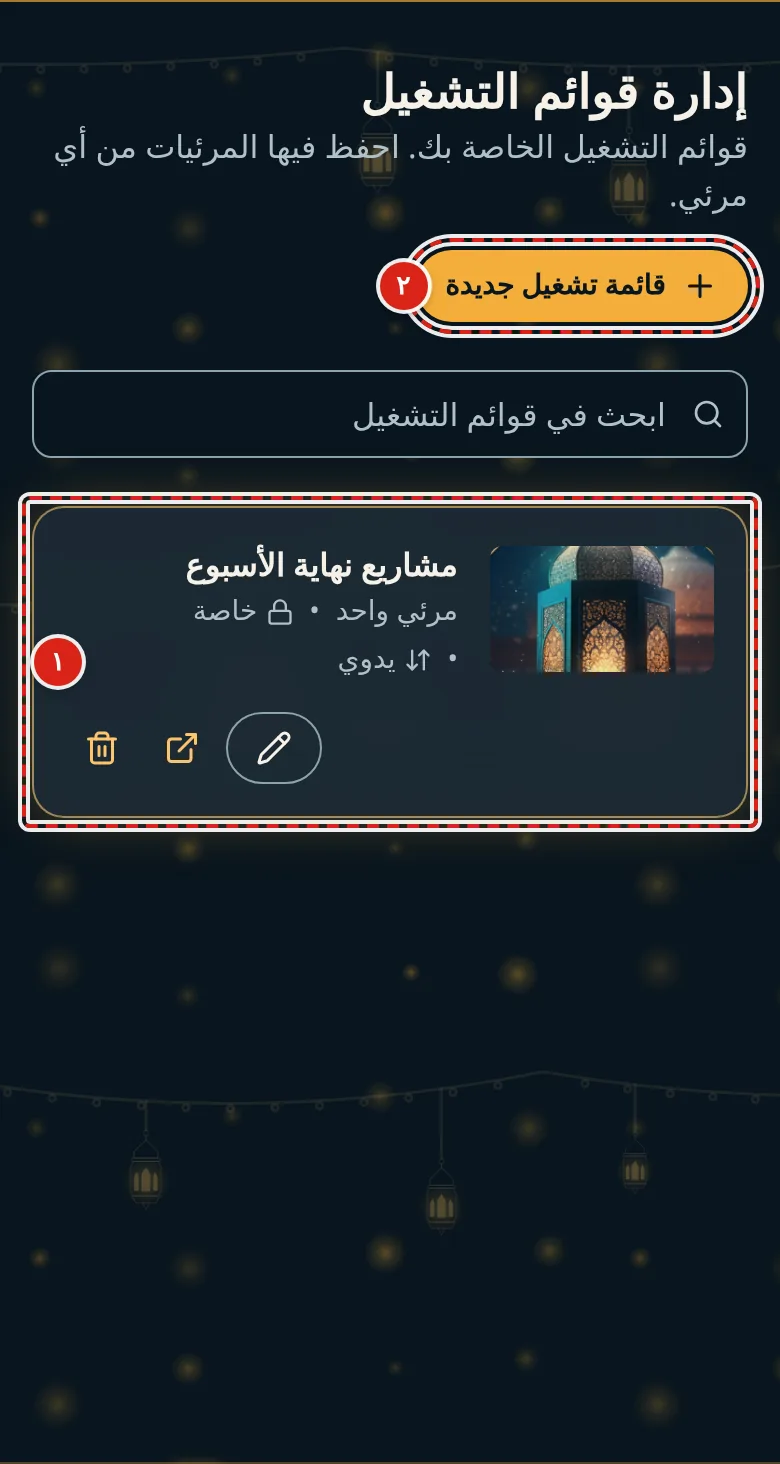 إدارة قوائم التشغيل
قوائم التشغيل الخاصة بك. احفظ فيها المرئيات من أي
مرئي.
قائمة تشغيل جديدة
٢
ابحث في قوائم التشغيل
مشاريع نهاية الأسبوع
مرئي واحد • خاصة
• يدوي
١